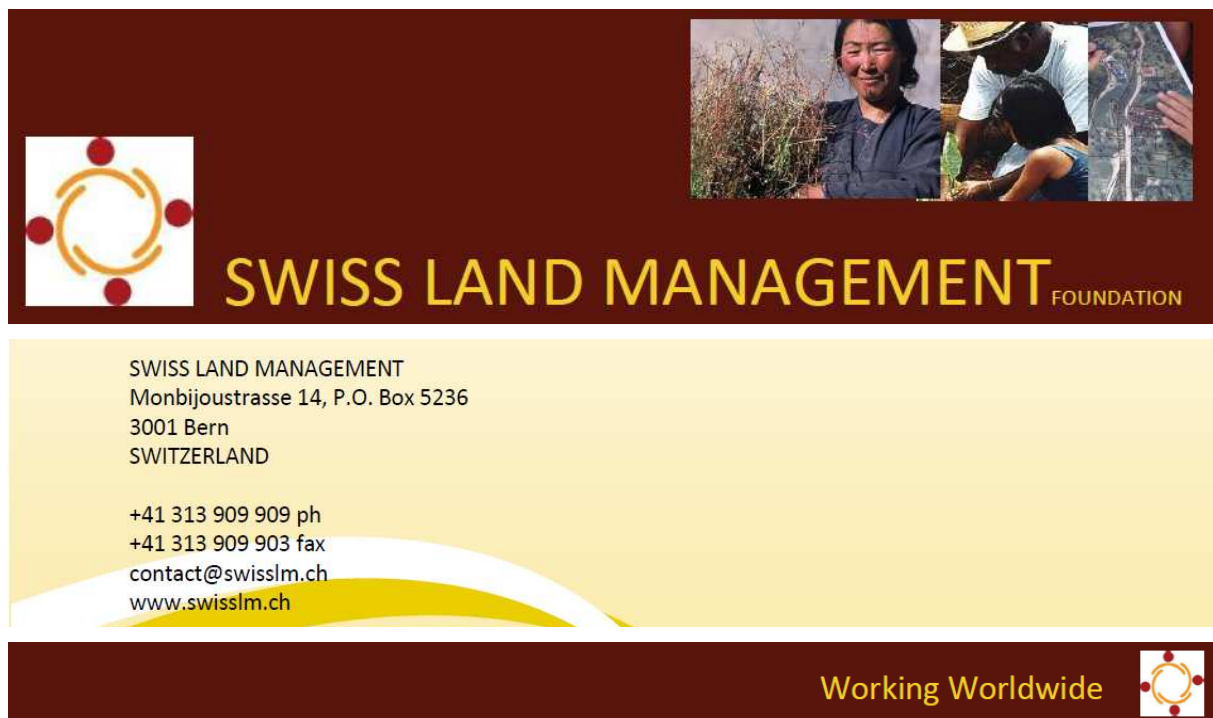 SWISS LAND MANAGEMENT FOUNDATION
SWISS LAND MANAGEMENT
Monbijoustrasse 14, P.O. Box 5236
3001 Bern
SWITZERLAND
+41 313 909 909 ph
+41 313 909 903 fax
contact@swisslm.ch
www.swisslm.ch
Working Worldwide